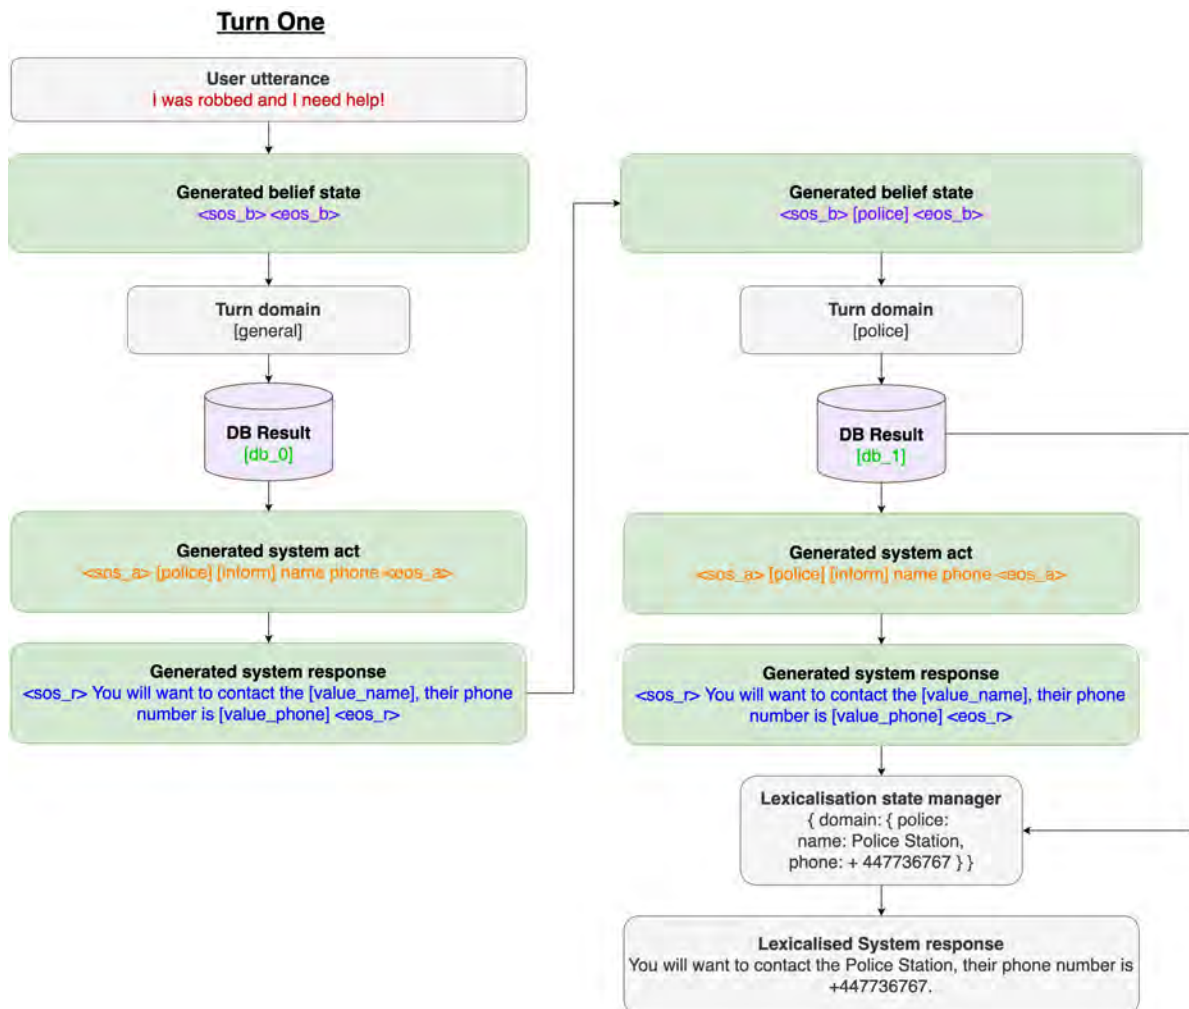 Turn One
User utterance
I was robbed and I need help!
Generated belief state
<sos_b> <eos_b>
Turn domain
[general]
DB Result
[db_0]
Generated system act
<sos_a> [police] [inform] name phone <eos_a>
Generated system response
<sos_r> You will want to contact the [value_name], their phone
number is [value_phone] <eos_r>
Generated belief state
<sos_b> [police] <eos_b>
Turn domain
[police]
DB Result
[db_1]
Generated system act
<sos_a> [police] [inform] name phone <eos_a>
Generated system response
<sos_r> You will want to contact the [value_name], their phone
number is [value_phone] <eos_r>
Lexicalisation state manager
{ domain: { police:
name: Police Station,
phone: + 447736767 } }
Lexicalised System response
You will want to contact the Police Station, their phone number is
+447736767.